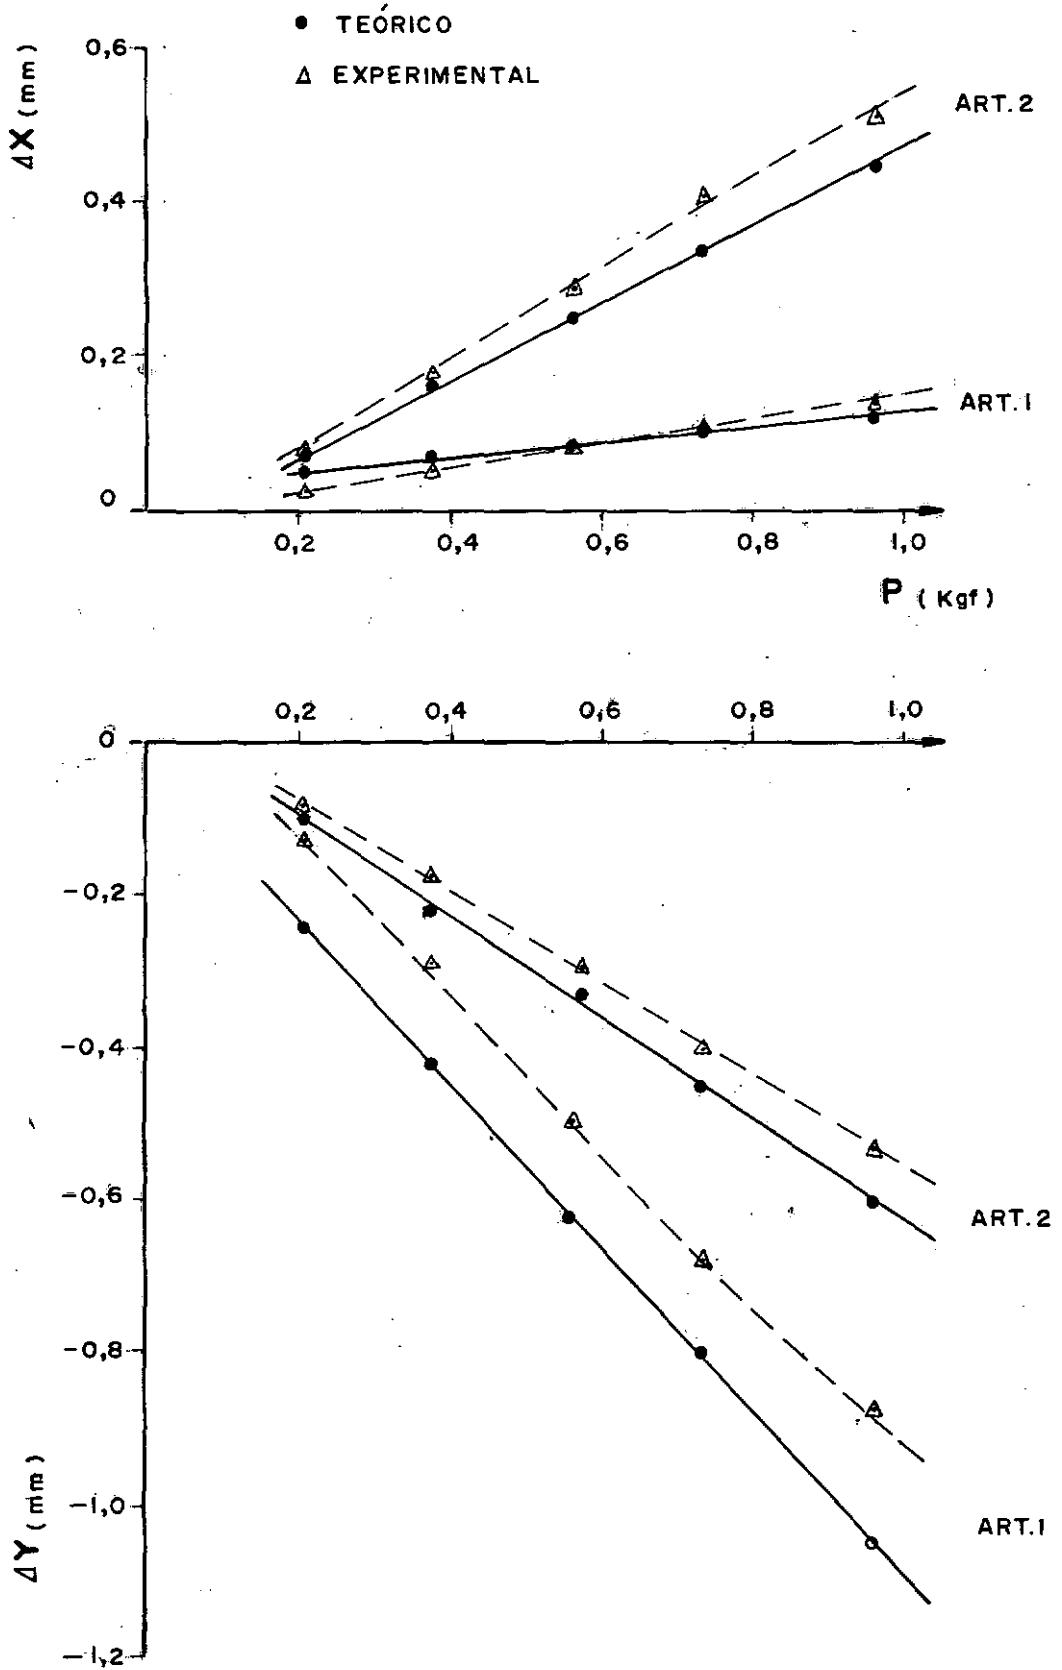 ● TEÓRICO
△ EXPERIMENTAL
ΔX (mm)
0,6
0,4
0,2
0
ART. 2
ART. 1
0,2 0,4 0,6 0,8 1,0
P (Kgf)
0,2 0,4 0,6 0,8 1,0
0
-0,2
-0,4
-0,6
-0,8
-1,0
-1,2
ΔY (mm)
ART. 2
ART. 1